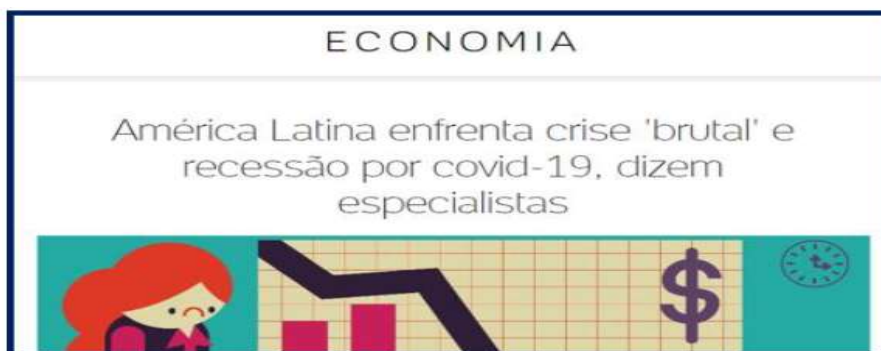 ECONOMIA
América Latina enfrenta crise 'brutal' e
recessão por covid-19, dizem
especialistas
$